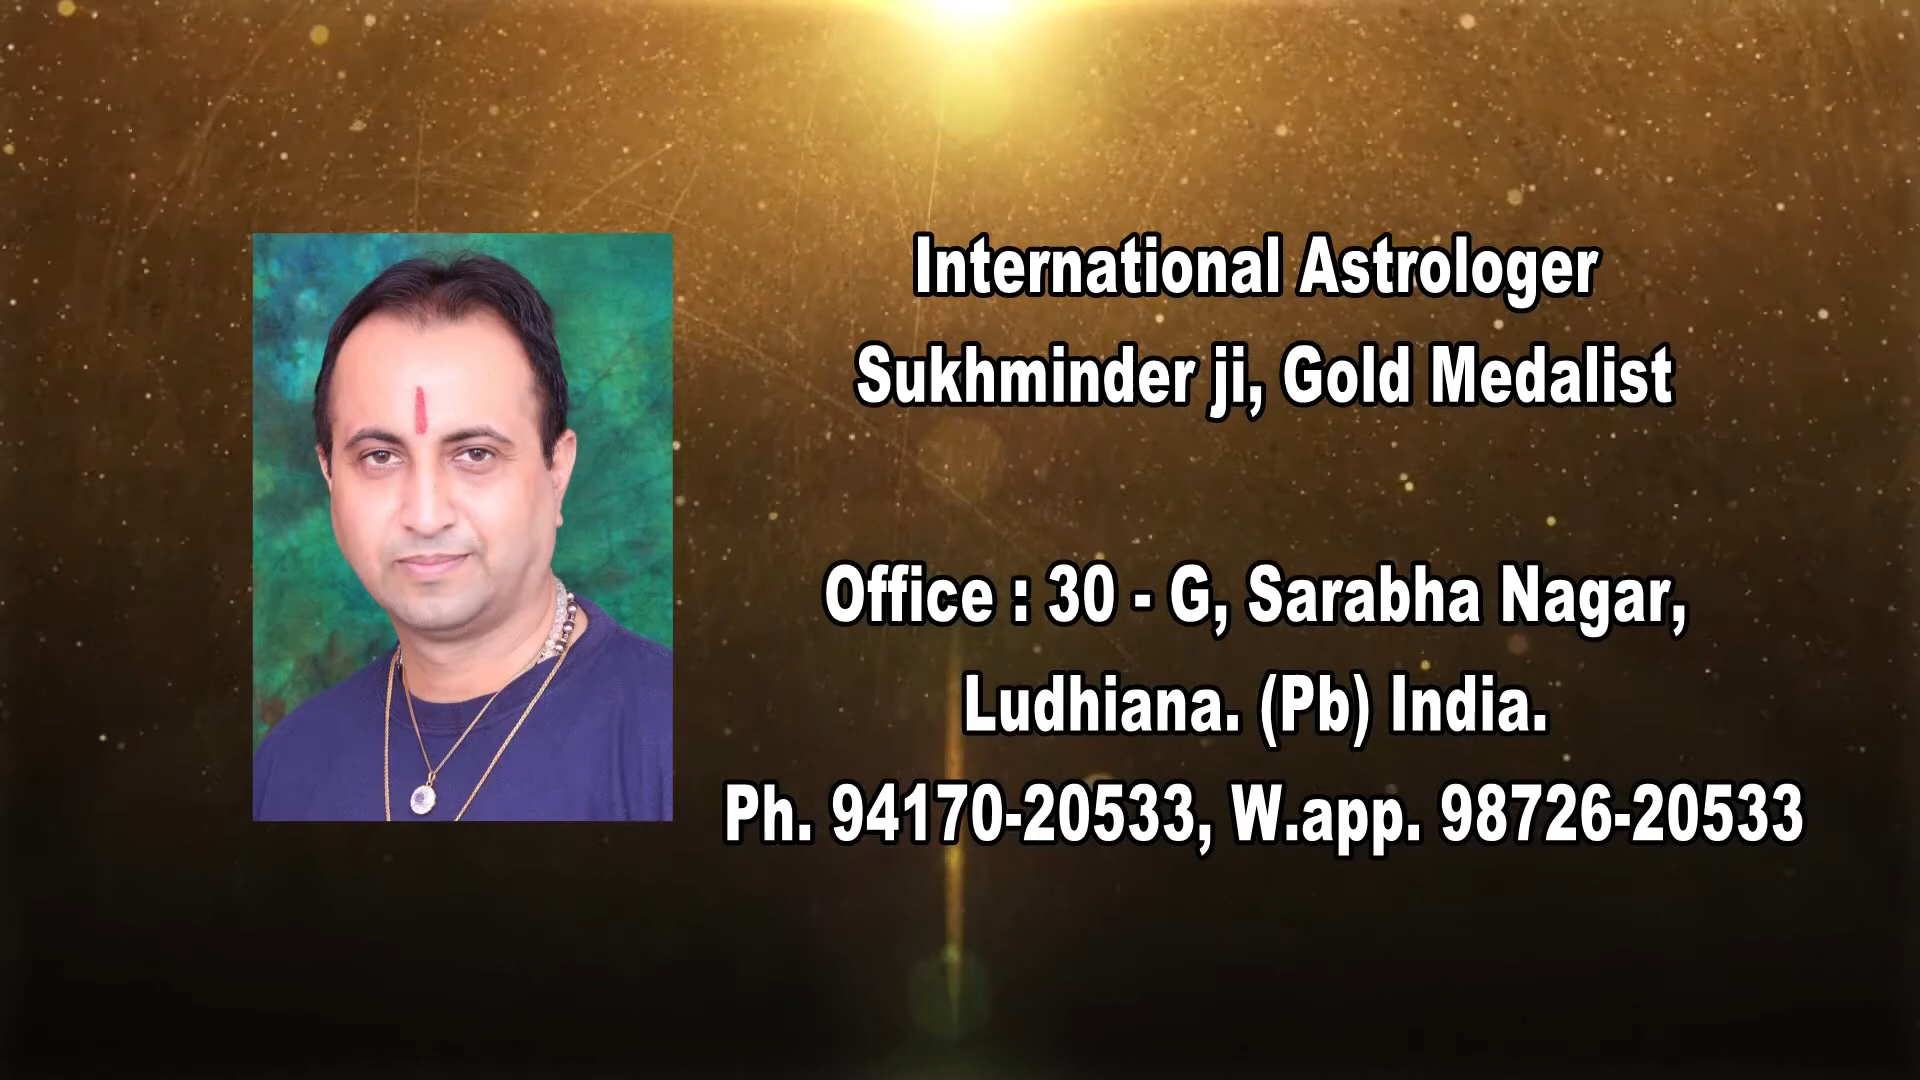 International Astrologer
Sukhminder ji, Gold Medalist
Office : 30 - G, Sarabha Nagar,
Ludhiana. (Pb) India.
Ph. 94170-20533, W.app. 98726-20533